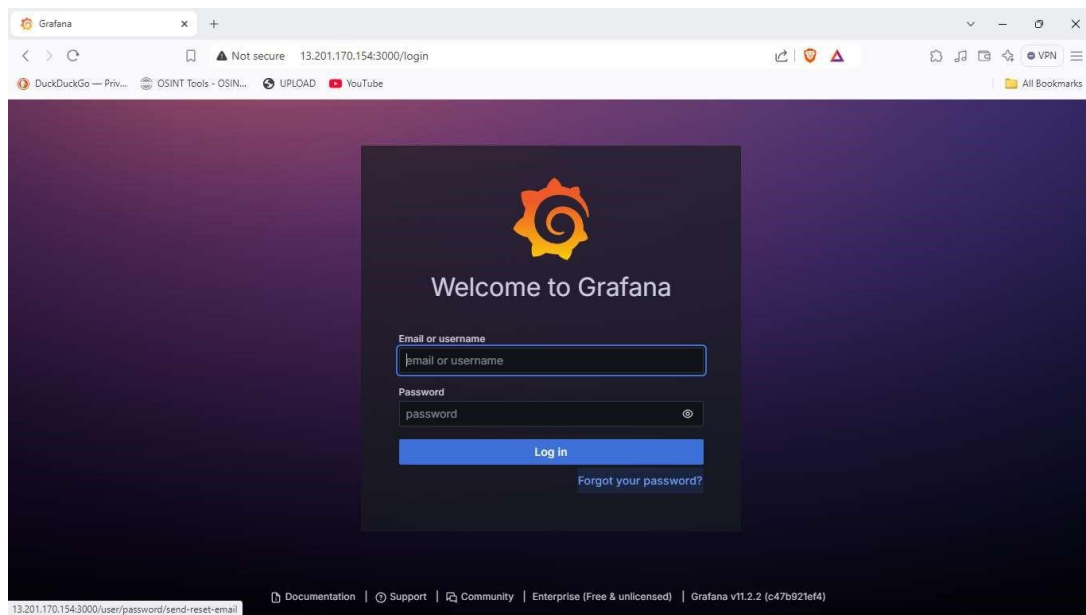 Grafana
Not secure 13.201.170.154:3000/login
VPN
DuckDuckGo — Priv... OSINT Tools - OSIN... UPLOAD YouTube All Bookmarks
Welcome to Grafana
Email or username
email or username
Password
password
Log in
Forgot your password?
Documentation | Support | Community | Enterprise (Free & unlicensed) | Grafana v11.2.2 (c47b921ef4)
13.201.170.154:3000/user/password/send-reset-email